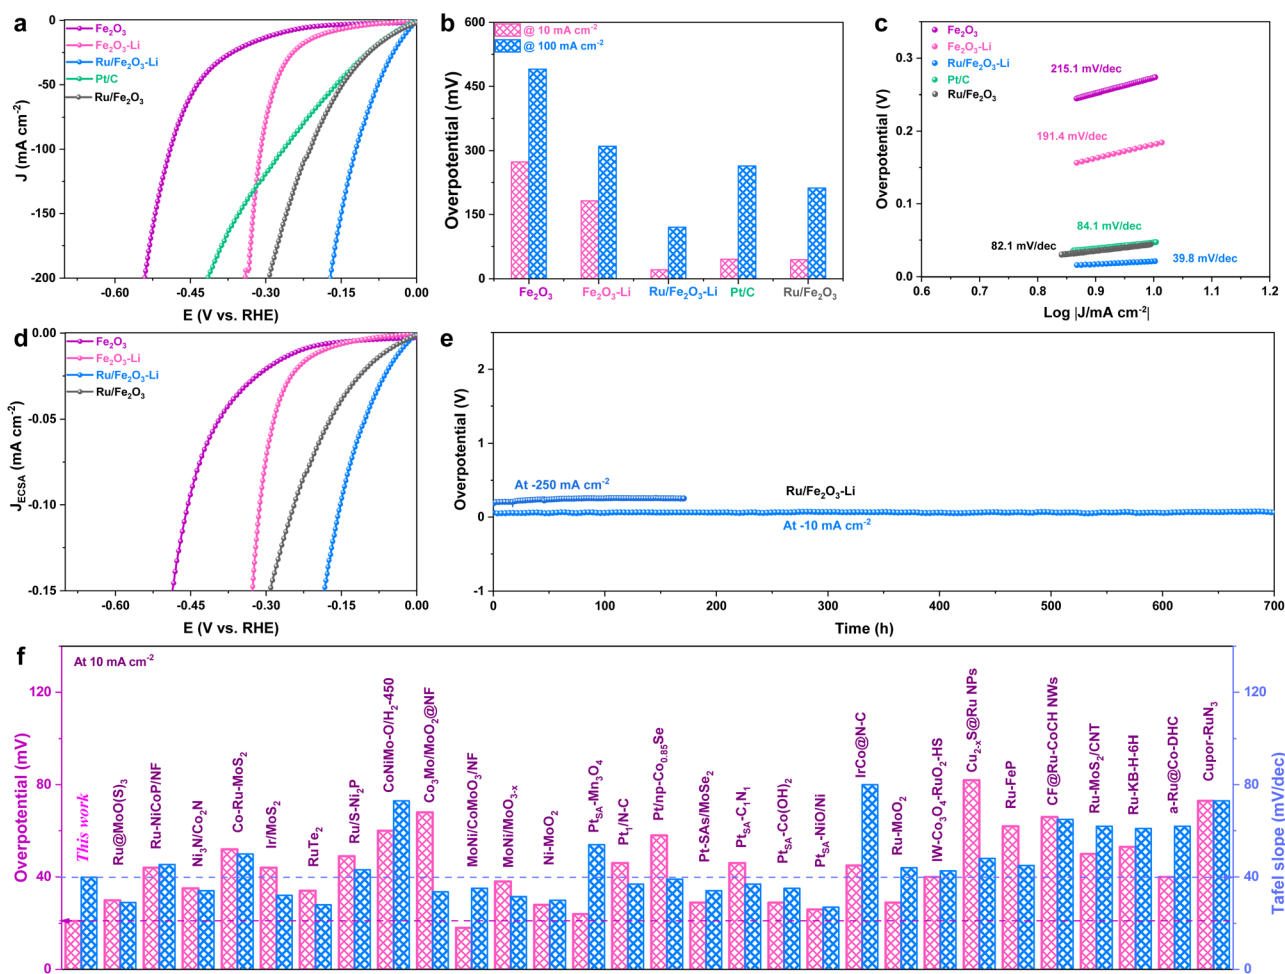 a
Fe₂O₃
Fe₂O₃-Li
Ru/Fe₂O₃-Li
Pt/C
Ru/Fe₂O₃
J (mA cm⁻²)
0
-50
-100
-150
-200
-0.60
-0.45
-0.30
-0.15
0.00
E (V vs. RHE)
b
@ 10 mA cm⁻²
@ 100 mA cm⁻²
Overpotential (mV)
600
450
300
150
0
Fe₂O₃
Fe₂O₃-Li
Ru/Fe₂O₃-Li
Pt/C
Ru/Fe₂O₃
c
Fe₂O₃
Fe₂O₃-Li
Ru/Fe₂O₃-Li
Pt/C
Ru/Fe₂O₃
215.1 mV/dec
191.4 mV/dec
84.1 mV/dec
82.1 mV/dec
39.8 mV/dec
Overpotential (V)
0.3
0.2
0.1
0.0
0.6
0.7
0.8
0.9
1.0
1.1
1.2
Log |J/mA cm⁻²|
d
Fe₂O₃
Fe₂O₃-Li
Ru/Fe₂O₃-Li
Ru/Fe₂O₃
J_ECSA (mA cm⁻²)
0.00
-0.05
-0.10
-0.15
-0.60
-0.45
-0.30
-0.15
0.00
E (V vs. RHE)
e
Overpotential (V)
2
1
0
-1
At -250 mA cm⁻²
Ru/Fe₂O₃-Li
At -10 mA cm⁻²
0
100
200
300
400
500
600
700
Time (h)
f
At 10 mA cm⁻²
Overpotential (mV)
120
80
40
0
This work
Ru@MoO(S)₃
Ru-NiCoP/NF
Ni₃N/Co₂N
Co-Ru-MoS₂
Ir/MoS₂
RuTe₂
Ru/S-Ni₂P
CoNiMo-O/H₂-450
Co₃Mo/MoO₂@NF
MoNi/CoMoO₃/NF
MoNi/MoO₃₋ₓ
Ni-MoO₂
Pt_SA-Mn₃O₄
Pt₁/N-C
Pt/np-Co₀.₈₅Se
Pt-SAs/MoSe₂
Pt_SA-C₁N₁
Pt_SA-Co(OH)₂
Pt_SA-NiO/Ni
IrCo@N-C
Ru-MoO₂
IW-Co₃O₄-RuO₂-HS
Cu₂₋ₓS@Ru NPs
Ru-FeP
CF@Ru-CoCH NWs
Ru-MoS₂/CNT
Ru-KB-H-6H
a-Ru@Co-DHC
Cupor-RuN₃
120
80
40
0
Tafel slope (mV/dec)